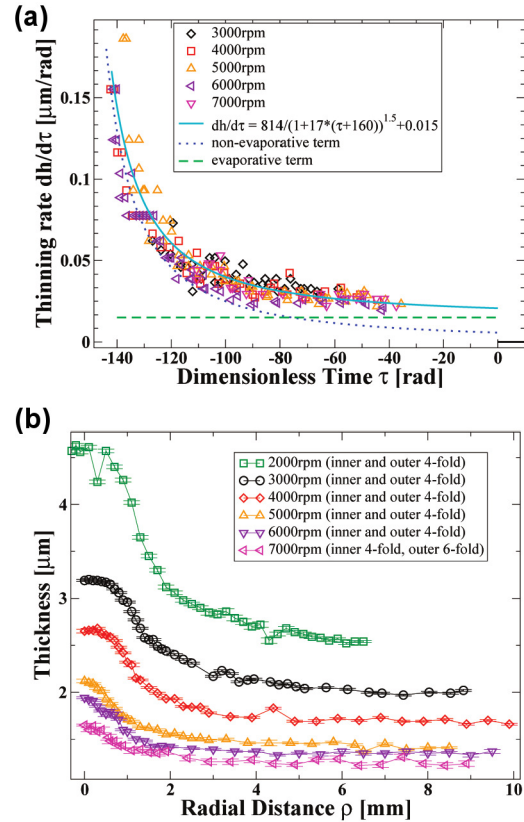 (a)
3000rpm
4000rpm
5000rpm
6000rpm
7000rpm
dh/dτ = 814/(1+17*(τ+160))^1.5+0.015
non-evaporative term
evaporative term
Thinning rate dh/dτ [μm/rad]
0.15
0.1
0.05
0
-140 -120 -100 -80 -60 -40 -20 0
Dimensionless Time τ [rad]
(b)
2000rpm (inner and outer 4-fold)
3000rpm (inner and outer 4-fold)
4000rpm (inner and outer 4-fold)
5000rpm (inner and outer 4-fold)
6000rpm (inner and outer 4-fold)
7000rpm (inner 4-fold, outer 6-fold)
Thickness [μm]
4
3
2
0 2 4 6 8 10
Radial Distance ρ [mm]